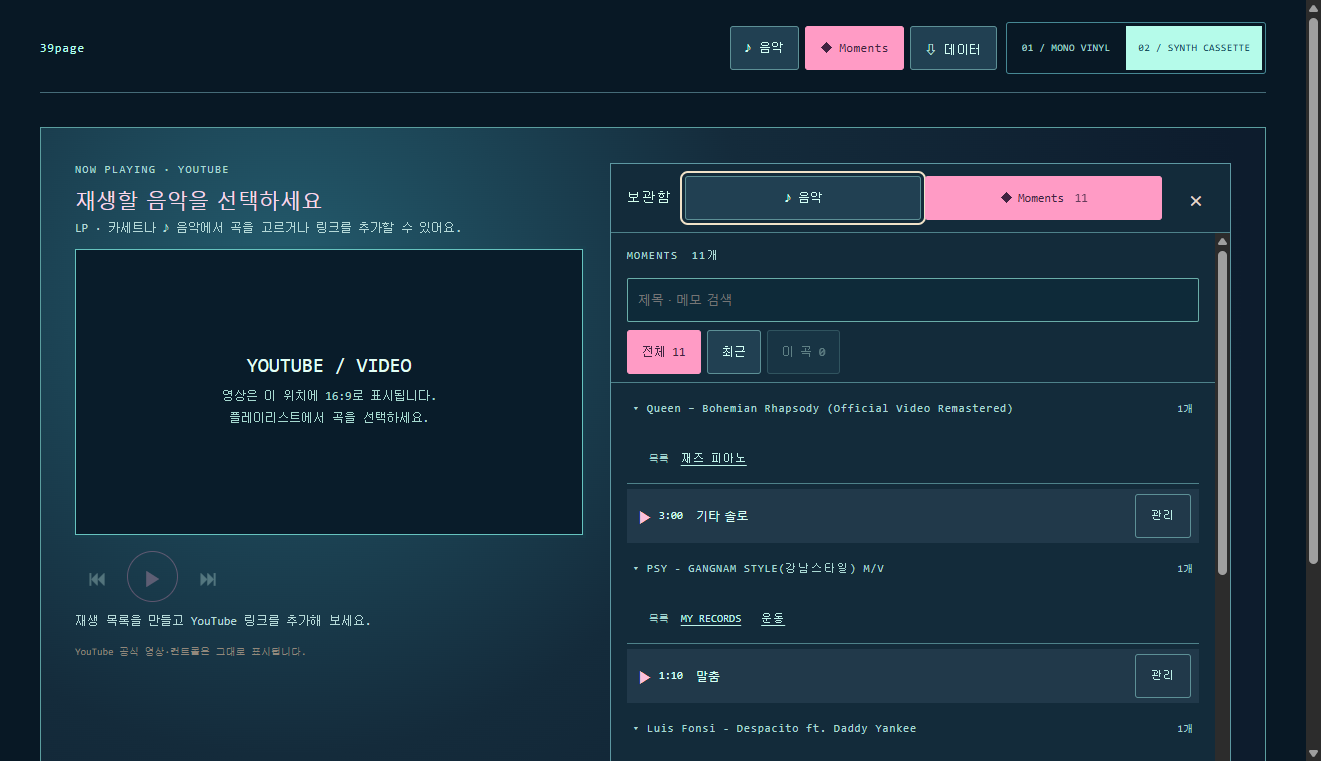 39page
♪ 음악
◆ Moments
⇩ 데이터
01 / MONO VINYL
02 / SYNTH CASSETTE
NOW PLAYING · YOUTUBE
재생할 음악을 선택하세요
LP · 카세트나 ♪ 음악에서 곡을 고르거나 링크를 추가할 수 있어요.
YOUTUBE / VIDEO
영상은 이 위치에 16:9로 표시됩니다.
플레이리스트에서 곡을 선택하세요.
재생 목록을 만들고 YouTube 링크를 추가해 보세요.
YouTube 공식 영상·컨트롤은 그대로 표시됩니다.
보관함
♪ 음악
◆ Moments 11
×
MOMENTS 11개
제목 · 메모 검색
전체 11
최근
이 곡 0
▾ Queen – Bohemian Rhapsody (Official Video Remastered) 1개
목록 재즈 피아노
▶ 3:00 기타 솔로 관리
▾ PSY - GANGNAM STYLE(강남스타일) M/V 1개
목록 MY RECORDS 운동
▶ 1:10 말춤 관리
▾ Luis Fonsi - Despacito ft. Daddy Yankee 1개